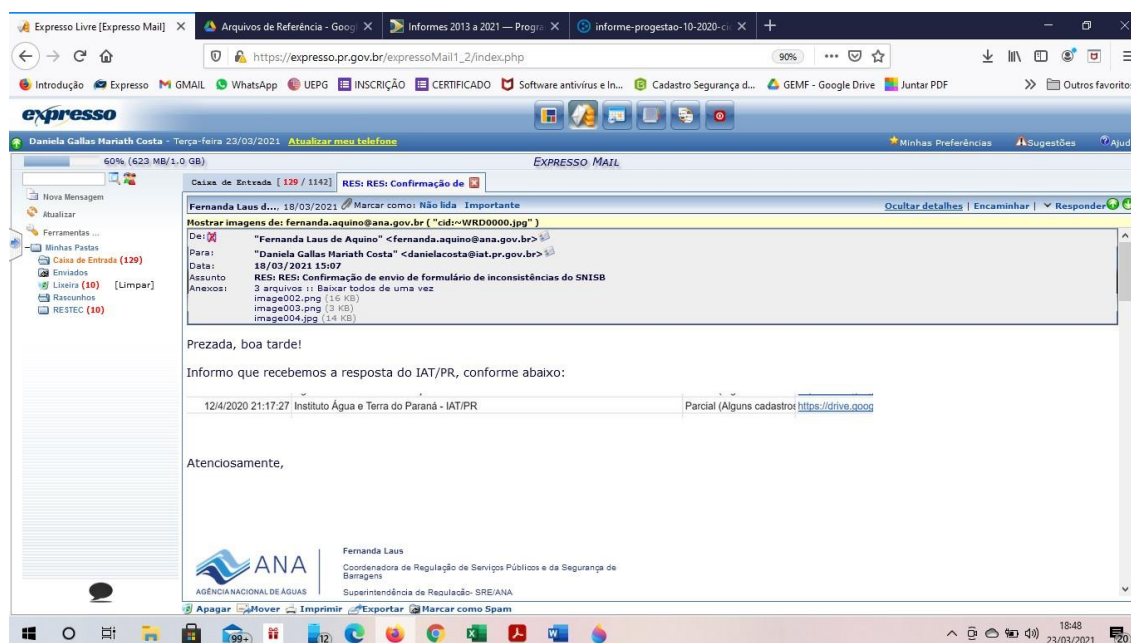 Expresso Livre [Expresso Mail] Arquivos de Referência - Goog Informes 2013 a 2021 — Progra informe-progestao-10-2020-ci
https://expresso.pr.gov.br/expressoMail1_2/index.php 90%
Introdução Expresso GMAIL WhatsApp UEPG INSCRIÇÃO CERTIFICADO Software antivírus e In... Cadastro Segurança d... GEMF - Google Drive Juntar PDF Outros favoritos
expresso
Daniela Gallas Mariath Costa - Terça-feira 23/03/2021 Atualizar meu telefone Minhas Preferências Sugestões Ajud
60% (623 MB/1.0 GB) EXPRESSO MAIL
Caixa de Entrada [ 129 / 1142] RES: RES: Confirmação de
Nova Mensagem
Atualizar
Ferramentas ...
Minhas Pastas
Caixa de Entrada (129)
Enviados
Lixeira (10) [Limpar]
Rascunhos
RESTEC (10)
Fernanda Laus d..., 18/03/2021 Marcar como: Não lida Importante Ocultar detalhes | Encaminhar | Responder
Mostrar imagens de: fernanda.aquino@ana.gov.br ( "cid:~WRD0000.jpg" )
De: "Fernanda Laus de Aquino" <fernanda.aquino@ana.gov.br>
Para: "Daniela Gallas Mariath Costa" <danielacosta@iat.pr.gov.br>
Data: 18/03/2021 15:07
Assunto RES: RES: Confirmação de envio de formulário de inconsistências do SNISB
Anexos: 3 arquivos :: Baixar todos de uma vez
image002.png (16 KB)
image003.png (3 KB)
image004.jpg (14 KB)
Prezada, boa tarde!
Informo que recebemos a resposta do IAT/PR, conforme abaixo:
12/4/2020 21:17:27 Instituto Água e Terra do Paraná - IAT/PR Parcial (Alguns cadastros https://drive.goog
Atenciosamente,
ANA
AGÊNCIA NACIONAL DE ÁGUAS
Fernanda Laus
Coordenadora de Regulação de Serviços Públicos e da Segurança de
Barragens
Superintendência de Regulação- SRE/ANA
Apagar Mover Imprimir Exportar Marcar como Spam
99+ 12 18:48
23/03/2021 20